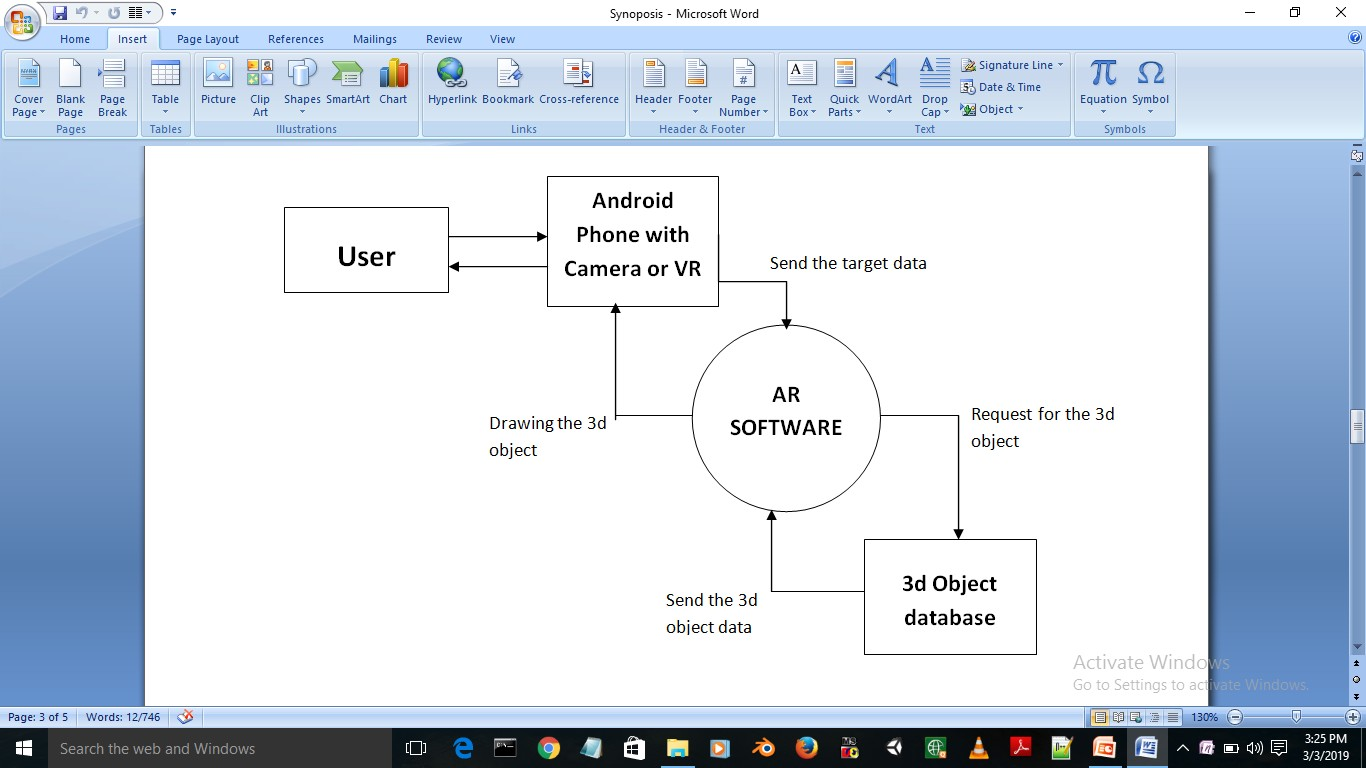 Synoposis - Microsoft Word
Home Insert Page Layout References Mailings Review View
Cover Page
Blank Page
Page Break
Table
Picture
Clip Art
Shapes
SmartArt
Chart
Hyperlink
Bookmark
Cross-reference
Header
Footer
Page Number
Text Box
Quick Parts
WordArt
Drop Cap
Signature Line
Date & Time
Object
Equation
Symbol
Pages
Tables
Illustrations
Links
Header & Footer
Text
Symbols
User
Android
Phone with
Camera or VR
Send the target data
AR
SOFTWARE
Drawing the 3d
object
Request for the 3d
object
3d Object
database
Send the 3d
object data
Activate Windows
Go to Settings to activate Windows.
Page: 3 of 5 Words: 12/746 130%
Search the web and Windows
3:25 PM
3/3/2019